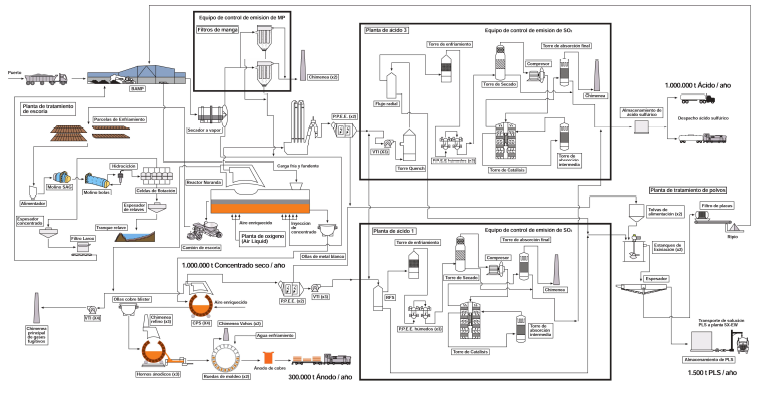 Equipo de control de emision de MP
Filtros de manga
Chimenea (x2)
Planta de ácido 3
Equipo de control de emision de SO₂
Torre de enfriamiento
Torre de absorción final
Compresor
Torre de Secado
Chimenea
Flujo radial
VTI (X3)
P.P.E.E húmedos (x3)
Torre Quench
Torre de Catálisis
Torre de
absorción
intermedia
Puerto
BAMP
Planta de tratamiento
de escoria
Parcelas de Enfriamiento
Secador a vapor
P.P.E.E. (x2)
Carga fría y fundente
1.000.000 t Ácido / año
Almacenamiento de
ácido sulfúrico
Despacho ácido sulfúrico
Molino SAG
Molino bolas
Hidrociclón
Celdas de flotación
Alimentador
Espesador
de relaves
Espesador
concentrado
Filtro Larox
Tranque relave
Reactor Noranda
Camión de escoria
Aire enriquecido
Planta de oxígeno
(Air Liquid)
Inyección
de
concentrado
Ollas de metal blanco
Planta de tratamiento de polvos
Tolvas de
alimentación (x2)
Filtro de placas
Ripio
Estanques de
lixiviación (x2)
Espesador
Transporte de solución
PLS a planta SX-EW
Almacenamiento de PLS
1.500 t PLS / año
Planta de ácido 1
Equipo de control de emision de SO₂
Torre de enfriamiento
Torre de absorción final
Compresor
Torre de Secado
Chimenea
RFS
P.P.E.E. húmedos (x3)
Torre de
absorción
intermedia
Torre de Catálisis
1.000.000 t Concentrado seco / año
Ollas cobre blister
Aire enriquecido
CPS (X4)
P.P.E.E. (x2)
VTI (x3)
Chimenea
principal
de gases
fugitivos
VTI (X4)
Chimenea
refino (x3)
Hornos anódicos (x3)
Chimenea Vahos (x2)
Agua enfriamiento
Ruedas de moldeo (x2)
Ánodo de cobre
300.000 t Ánodo / año